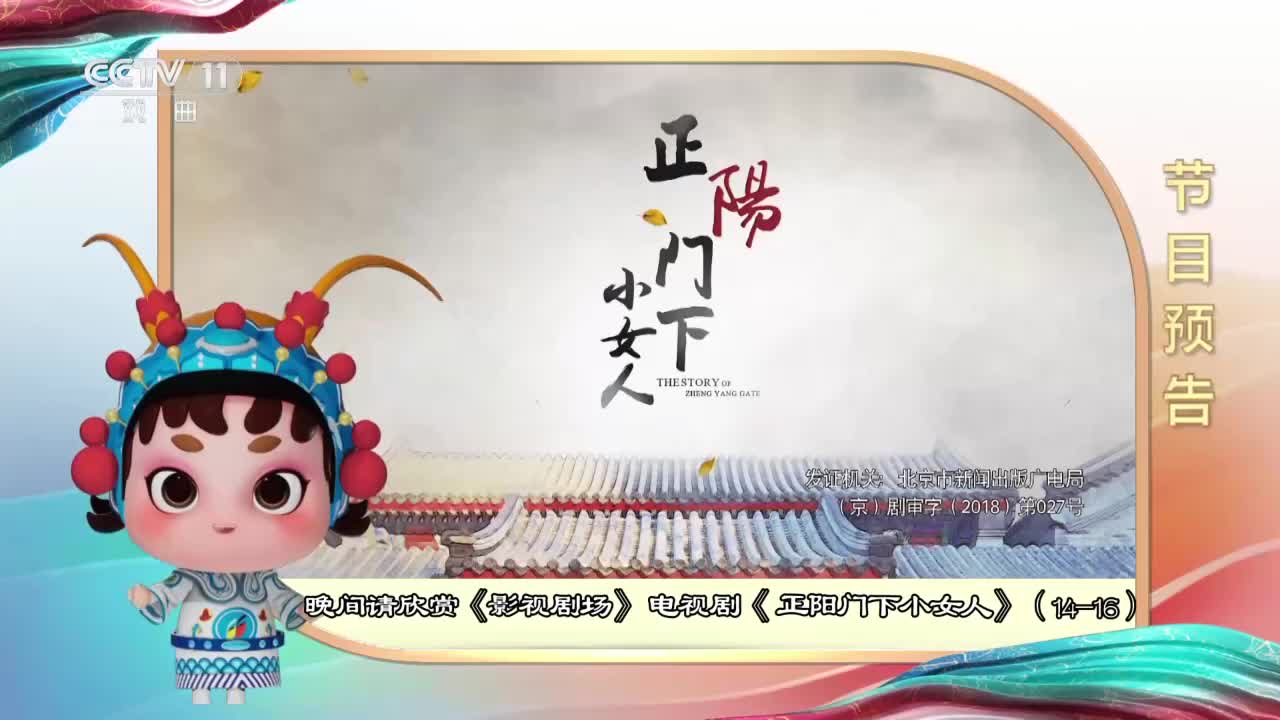 CCTV 11
戏 曲
正陽门下
小女人
THE STORY OF
ZHENG YANG GATE
发证机关：北京市新闻出版广电局
（京）剧审字（2018）第027号
节目预告
晚间请欣赏《影视剧场》电视剧《正阳门下小女人》（14-16）